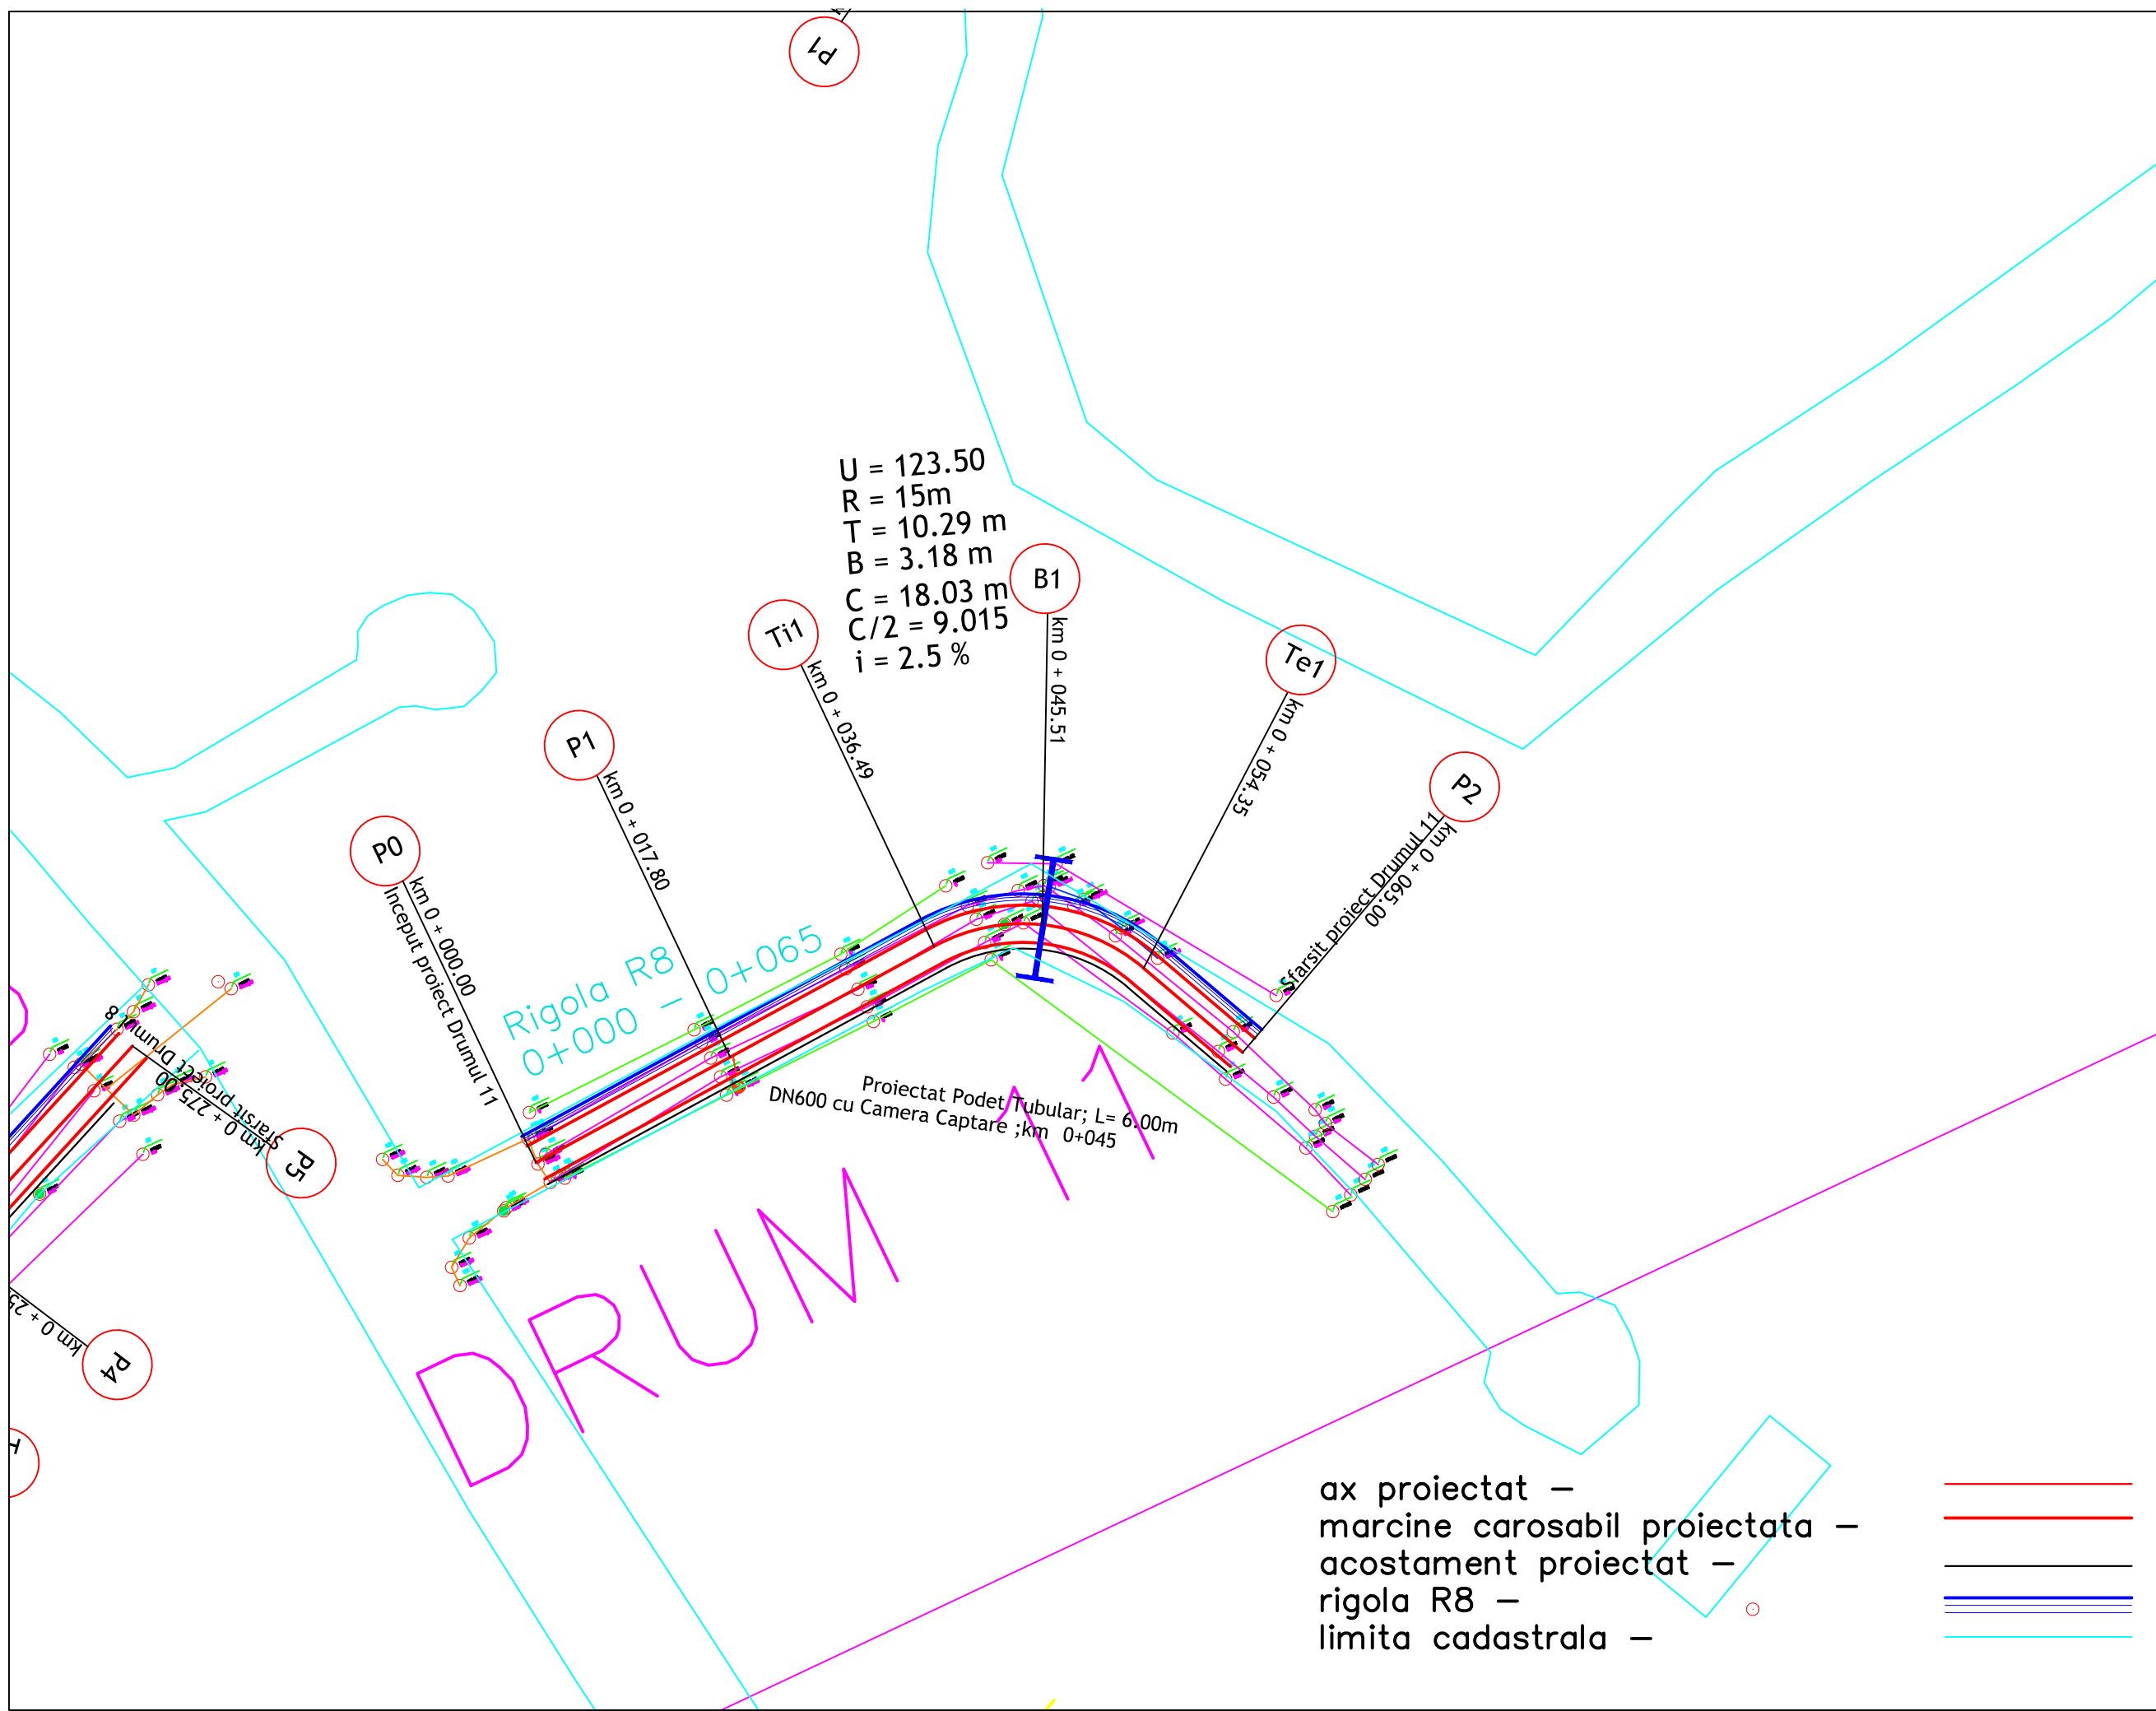 P1
U = 123.50
R = 15m
T = 10.29 m
B = 3.18 m
C = 18.03 m
C/2 = 9.015
i = 2.5 %
B1
km 0 + 045.51
Ti1
km 0 + 036.49
Te1
km 0 + 054.35
P1
km 0 + 017.80
P2
Sfarsit proiect Drumul 11
km 0 + 065.00
P0
km 0 + 000.00
Inceput proiect Drumul 11
Rigola R8
0+000 – 0+065
Proiectat Podet Tubular; L= 6.00m
DN600 cu Camera Captare ;km 0+045
Sfarsit proiect Drumul 8
km 0 + 275.00
P5
P4
DRUM 11
ax proiectat –
marcine carosabil proiectata –
acostament proiectat –
rigola R8 –
limita cadastrala –